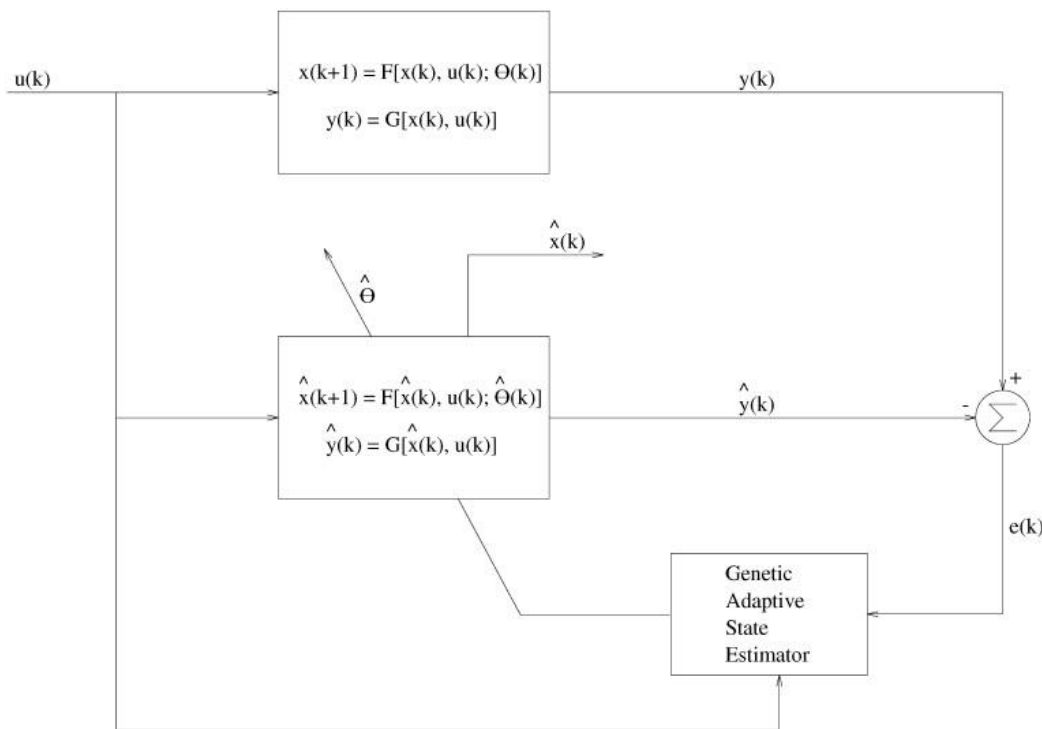 u(k)
x(k+1) = F[x(k), u(k); Θ(k)]
y(k) = G[x(k), u(k)]
y(k)
x̂(k)
Θ̂
+
x̂(k+1) = F[x̂(k), u(k); Θ̂(k)]
ŷ(k) = G[x̂(k), u(k)]
ŷ(k)
-
Σ
e(k)
Genetic
Adaptive
State
Estimator